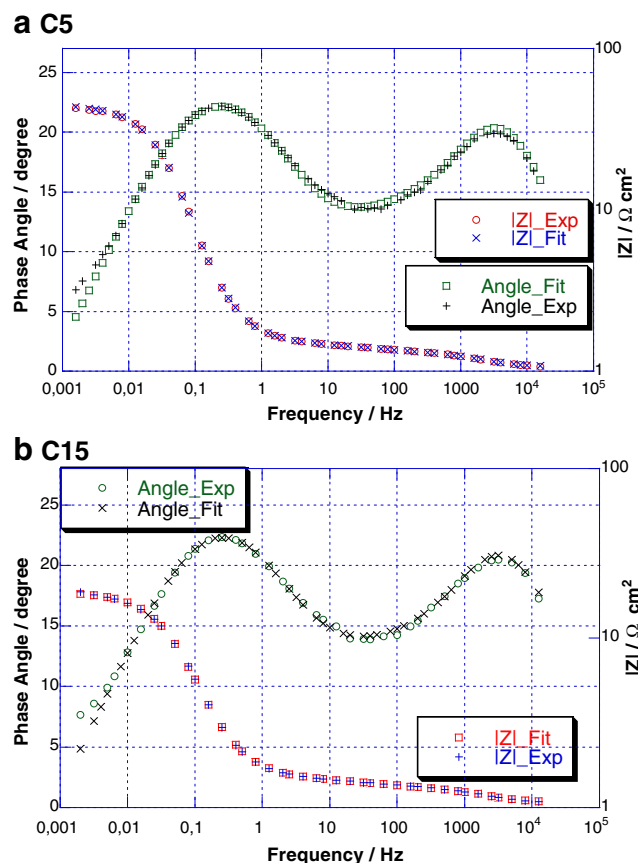 a C5
100
25
20
15
10
5
0
Phase Angle / degree
|Z|_Exp
|Z|_Fit
Angle_Fit
Angle_Exp
10
1
|Z| / Ω cm²
0,001 0,01 0,1 1 10 100 1000 10⁴ 10⁵
Frequency / Hz
b C15
Angle_Exp
Angle_Fit
100
25
20
15
10
5
0
Phase Angle / degree
|Z|_Fit
|Z|_Exp
10
1
|Z| / Ω cm²
0,001 0,01 0,1 1 10 100 1000 10⁴ 10⁵
Frequency / Hz